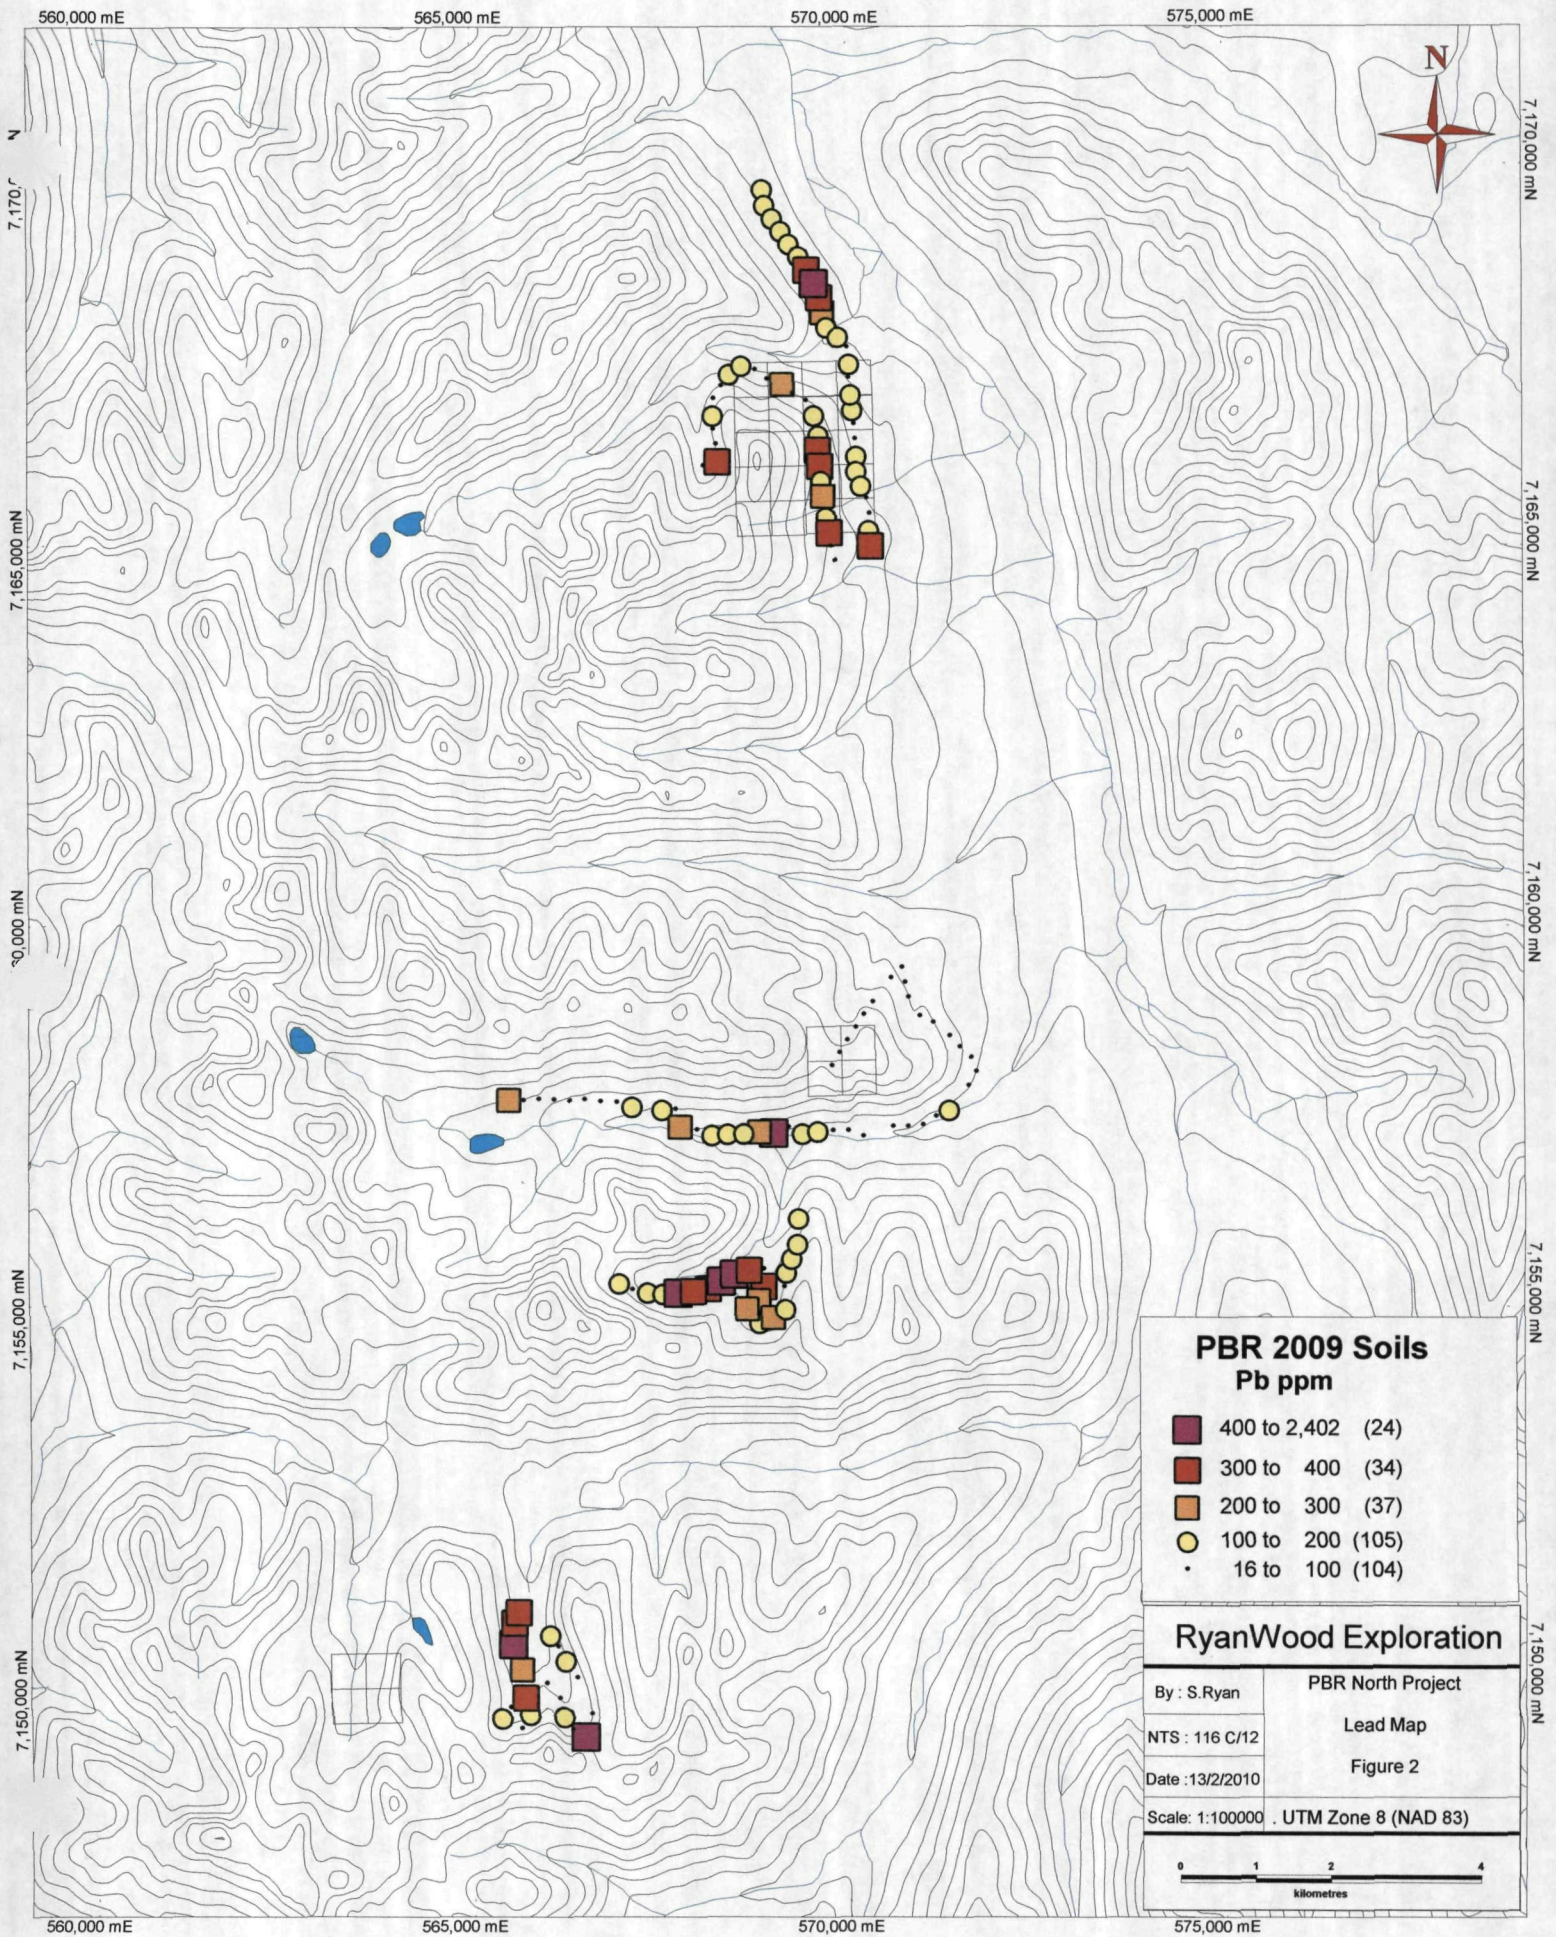 560,000 mE 565,000 mE 570,000 mE 575,000 mE
N
N
7,170,000 mN
7,165,000 mN
7,165,000 mN
7,160,000 mN
7,155,000 mN
7,155,000 mN
7,150,000 mN
7,150,000 mN
PBR 2009 Soils
Pb ppm
400 to 2,402 (24)
300 to 400 (34)
200 to 300 (37)
100 to 200 (105)
16 to 100 (104)
RyanWood Exploration
By : S.Ryan
PBR North Project
NTS : 116 C/12
Lead Map
Date :13/2/2010
Figure 2
Scale: 1:100000 . UTM Zone 8 (NAD 83)
0 1 2 4
kilometres
560,000 mE 565,000 mE 570,000 mE 575,000 mE